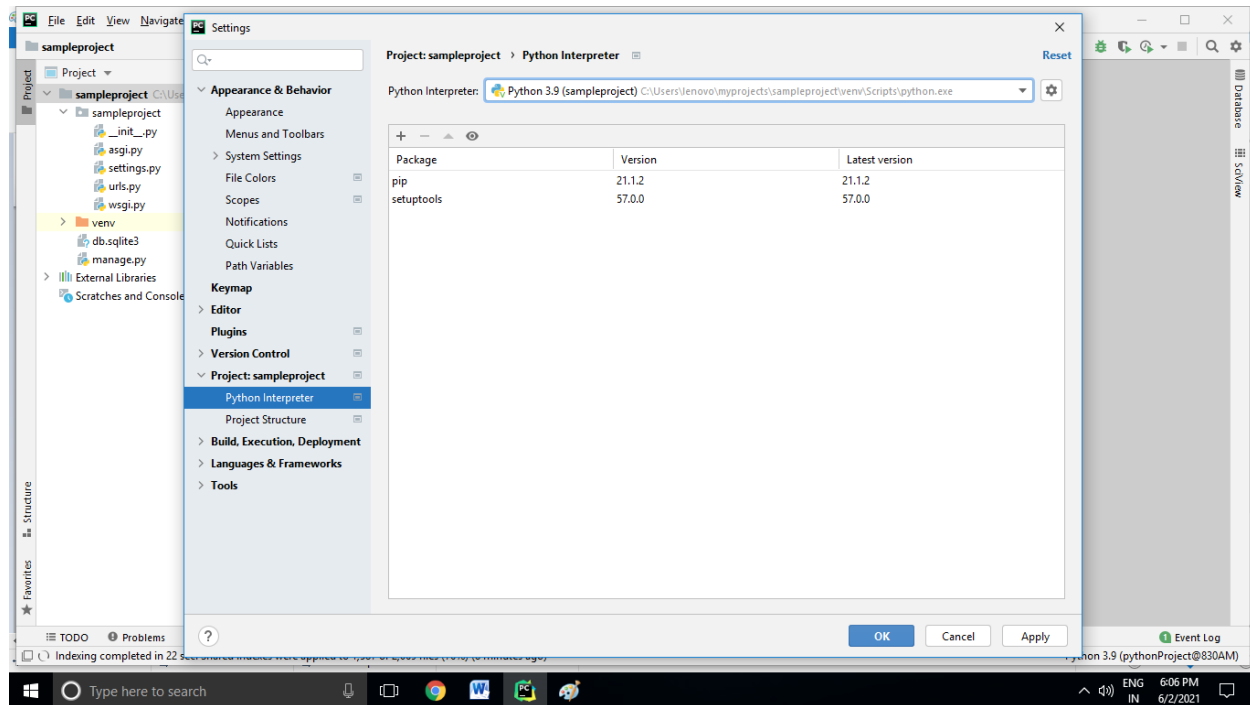 File Edit View Navigate
Settings
sampleproject
Project
sampleproject C:\Use
sampleproject
__init__.py
asgi.py
settings.py
urls.py
wsgi.py
venv
db.sqlite3
manage.py
External Libraries
Scratches and Console
Project
Structure
Favorites
Appearance & Behavior
Appearance
Menus and Toolbars
System Settings
File Colors
Scopes
Notifications
Quick Lists
Path Variables
Keymap
Editor
Plugins
Version Control
Project: sampleproject
Python Interpreter
Project Structure
Build, Execution, Deployment
Languages & Frameworks
Tools
Project: sampleproject › Python Interpreter
Reset
Python Interpreter: Python 3.9 (sampleproject) C:\Users\lenovo\myprojects\sampleproject\venv\Scripts\python.exe
Package Version Latest version
pip 21.1.2 21.1.2
setuptools 57.0.0 57.0.0
? OK Cancel Apply
Database
SciView
TODO Problems
1 Event Log
Indexing completed in 22 sec
Python 3.9 (pythonProject@830AM)
Type here to search
ENG
IN
6:06 PM
6/2/2021